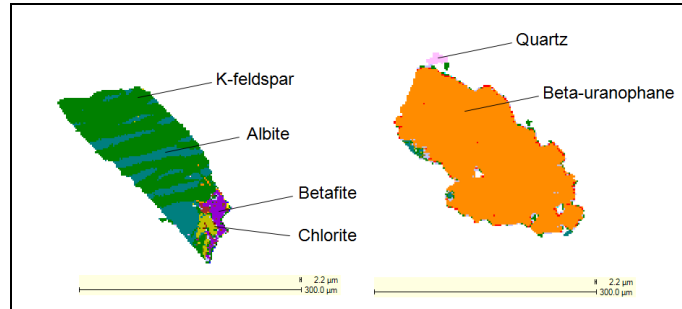 K-feldspar
Albite
Betafite
Chlorite
2.2 µm
300.0 µm
Quartz
Beta-uranophane
2.2 µm
300.0 µm